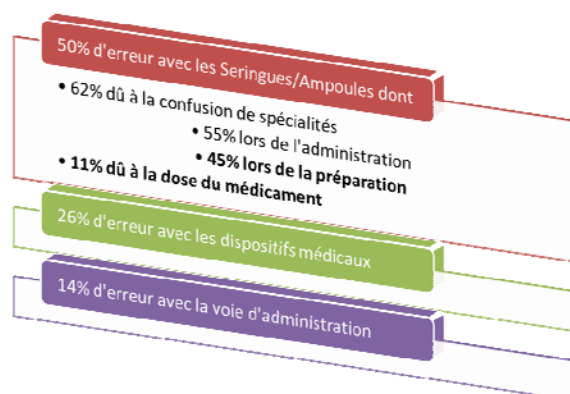 50% d'erreur avec les Seringues/Ampoules dont
• 62% dû à la confusion de spécialités
• 55% lors de l'administration
• 45% lors de la préparation
• 11% dû à la dose du médicament
26% d'erreur avec les dispositifs médicaux
14% d'erreur avec la voie d'administration